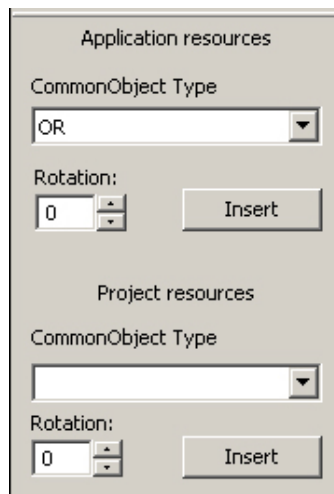 Application resources
CommonObject Type
OR
Rotation:
0 Insert
Project resources
CommonObject Type
Rotation:
0 Insert